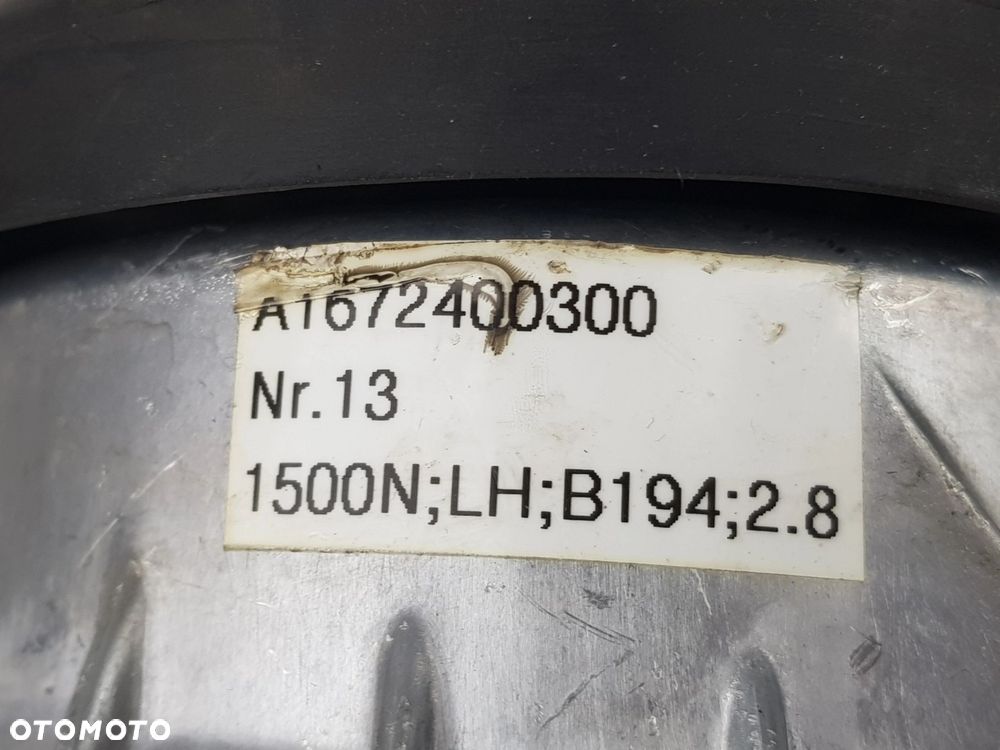 A1672400300
Nr.13
1500N;LH;B194;2.8
OTOMOTO